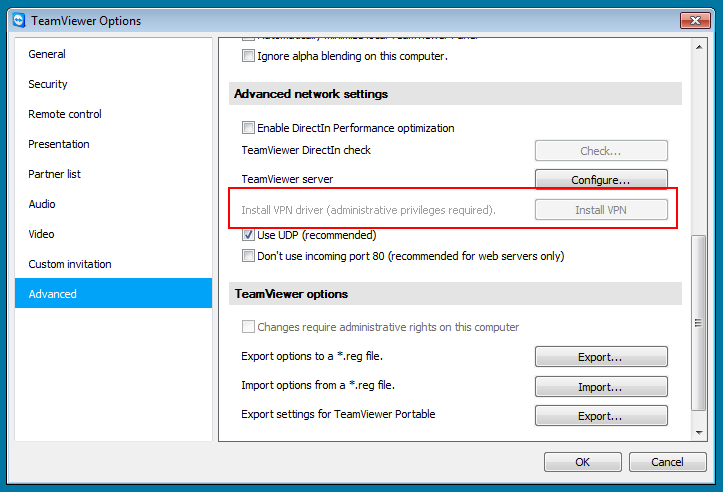 TeamViewer Options
General
Security
Remote control
Presentation
Partner list
Audio
Video
Custom invitation
Advanced
Ignore alpha blending on this computer.
Advanced network settings
Enable DirectIn Performance optimization
TeamViewer DirectIn check Check...
TeamViewer server Configure...
Install VPN driver (administrative privileges required). Install VPN
Use UDP (recommended)
Don't use incoming port 80 (recommended for web servers only)
TeamViewer options
Changes require administrative rights on this computer
Export options to a *.reg file. Export...
Import options from a *.reg file. Import...
Export settings for TeamViewer Portable Export...
OK Cancel